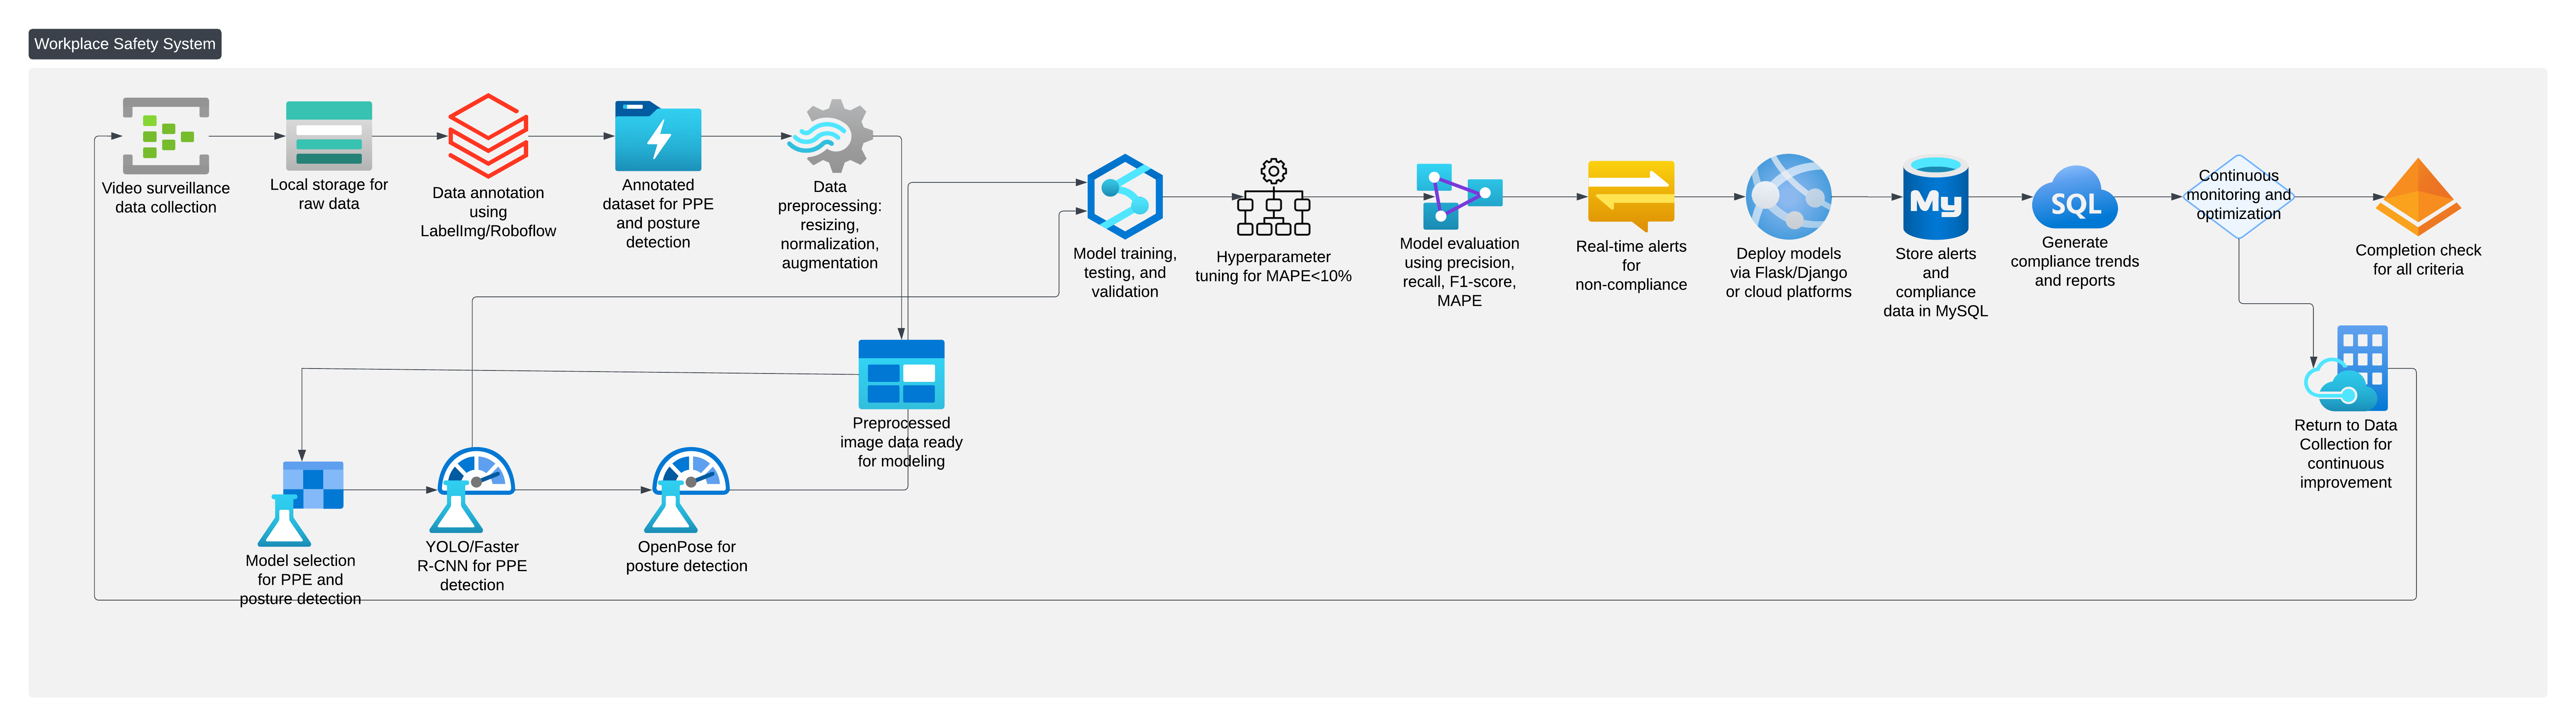 Workplace Safety System
Video surveillance
data collection
Local storage for
raw data
Data annotation
using
LabelImg/Roboflow
Annotated
dataset for PPE
and posture
detection
Data
preprocessing:
resizing,
normalization,
augmentation
Model training,
testing, and
validation
Hyperparameter
tuning for MAPE<10%
Model evaluation
using precision,
recall, F1-score,
MAPE
Real-time alerts
for
non-compliance
Deploy models
via Flask/Django
or cloud platforms
My
Store alerts
and
compliance
data in MySQL
SQL
Generate
compliance trends
and reports
Continuous
monitoring and
optimization
Completion check
for all criteria
Preprocessed
image data ready
for modeling
Return to Data
Collection for
continuous
improvement
Model selection
for PPE and
posture detection
YOLO/Faster
R-CNN for PPE
detection
OpenPose for
posture detection